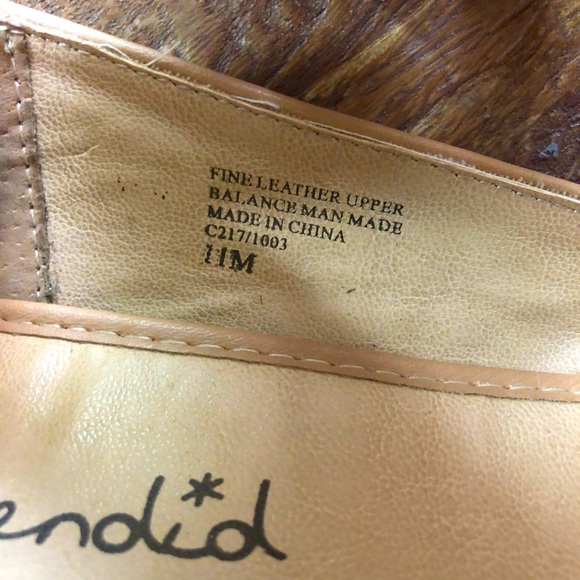 FINE LEATHER UPPER
BALANCE MAN MADE
MADE IN CHINA
C217/1003
11M
endid